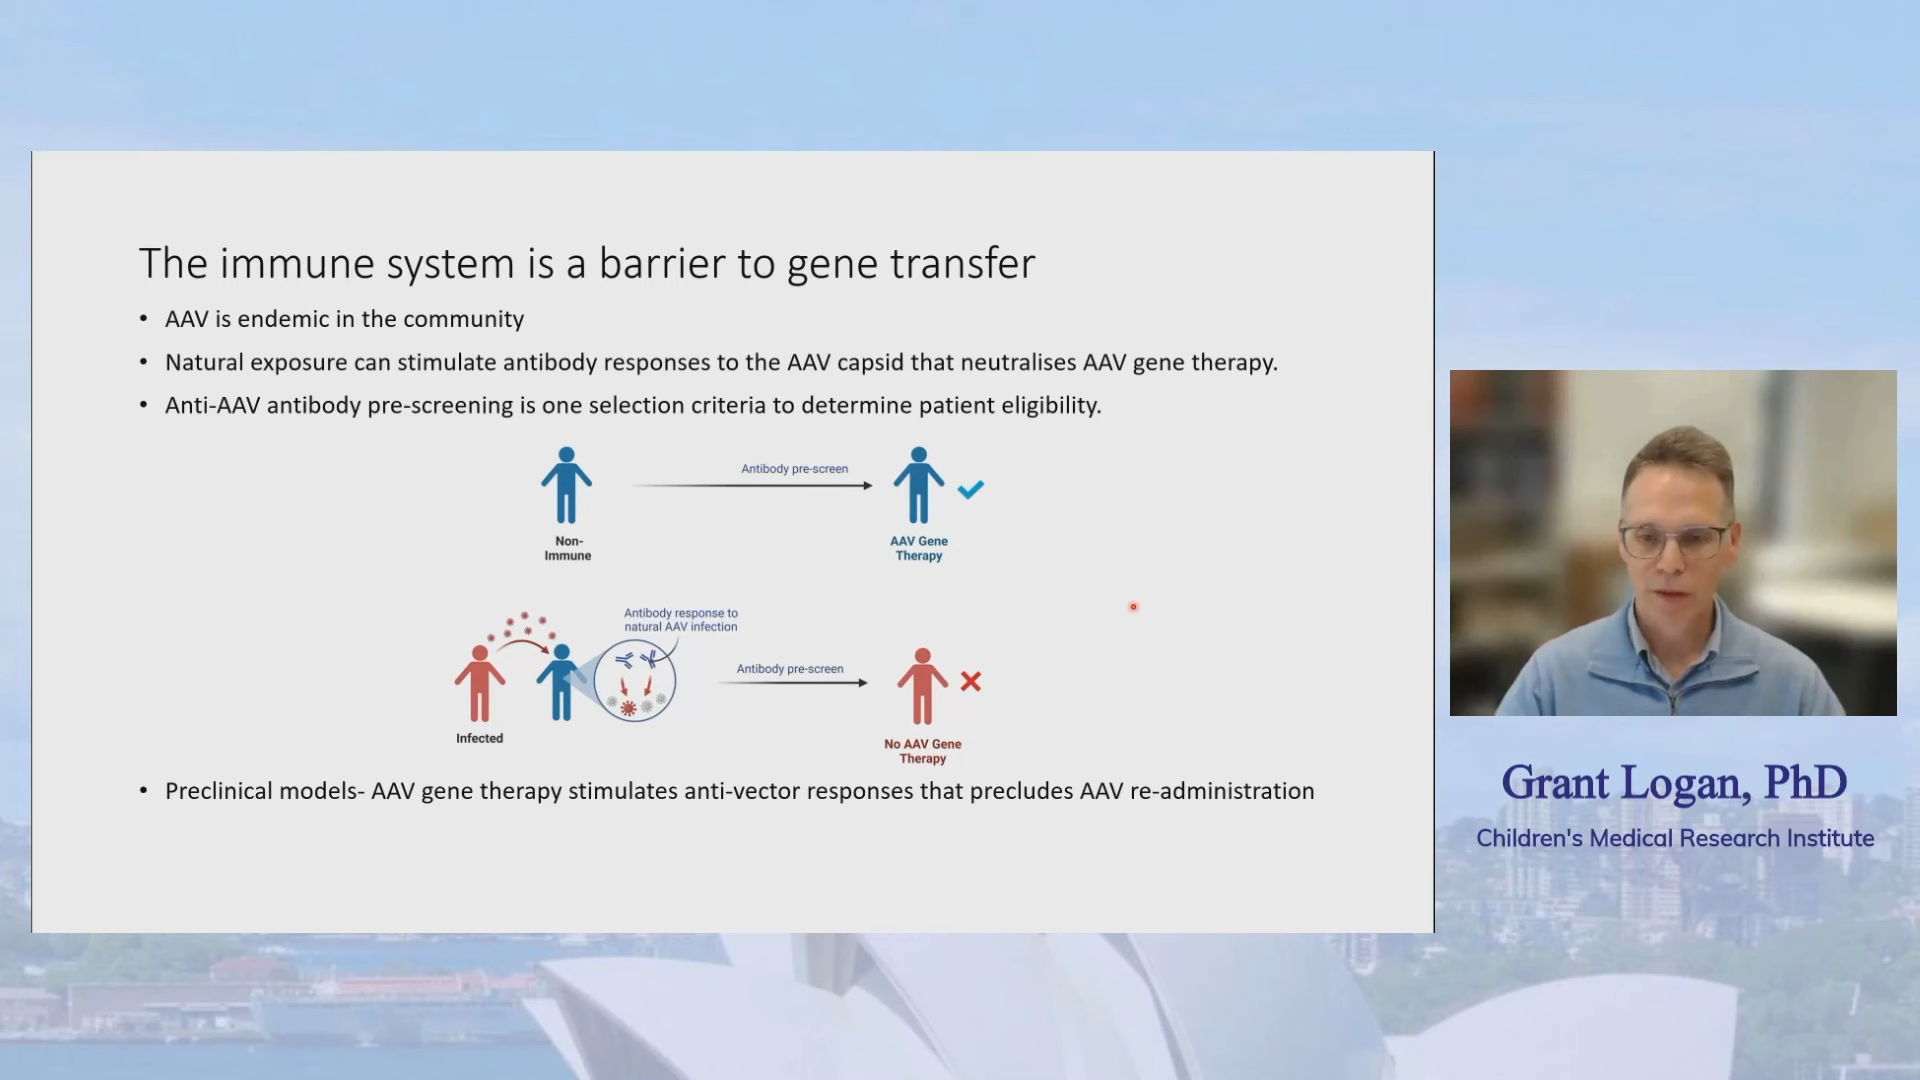 The immune system is a barrier to gene transfer
• AAV is endemic in the community
• Natural exposure can stimulate antibody responses to the AAV capsid that neutralises AAV gene therapy.
• Anti-AAV antibody pre-screening is one selection criteria to determine patient eligibility.
Antibody pre-screen
Non-
Immune
AAV Gene
Therapy
Antibody response to
natural AAV infection
Antibody pre-screen
Infected
No AAV Gene
Therapy
• Preclinical models- AAV gene therapy stimulates anti-vector responses that precludes AAV re-administration
Grant Logan, PhD
Children's Medical Research Institute